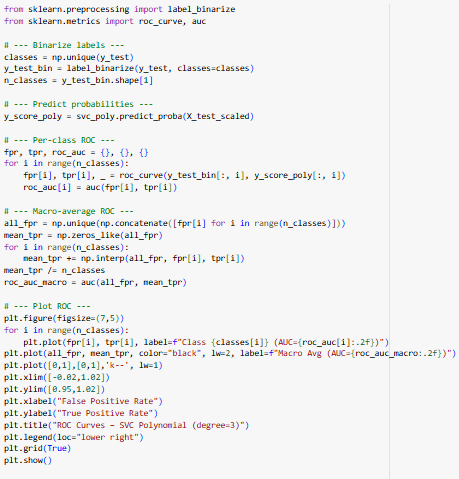 from sklearn.preprocessing import label_binarize
from sklearn.metrics import roc_curve, auc

# --- Binarize labels ---
classes = np.unique(y_test)
y_test_bin = label_binarize(y_test, classes=classes)
n_classes = y_test_bin.shape[1]

# --- Predict probabilities ---
y_score_poly = svc_poly.predict_proba(X_test_scaled)

# --- Per-class ROC ---
fpr, tpr, roc_auc = {}, {}, {}
for i in range(n_classes):
    fpr[i], tpr[i], _ = roc_curve(y_test_bin[:, i], y_score_poly[:, i])
    roc_auc[i] = auc(fpr[i], tpr[i])

# --- Macro-average ROC ---
all_fpr = np.unique(np.concatenate([fpr[i] for i in range(n_classes)]))
mean_tpr = np.zeros_like(all_fpr)
for i in range(n_classes):
    mean_tpr += np.interp(all_fpr, fpr[i], tpr[i])
mean_tpr /= n_classes
roc_auc_macro = auc(all_fpr, mean_tpr)

# --- Plot ROC ---
plt.figure(figsize=(7,5))
for i in range(n_classes):
    plt.plot(fpr[i], tpr[i], label=f"Class {classes[i]} (AUC={roc_auc[i]:.2f})")
plt.plot(all_fpr, mean_tpr, color="black", lw=2, label=f"Macro Avg (AUC={roc_auc_macro:.2f})")
plt.plot([0,1],[0,1],'k--', lw=1)
plt.xlim([-0.02,1.02])
plt.ylim([0.95,1.02])
plt.xlabel("False Positive Rate")
plt.ylabel("True Positive Rate")
plt.title("ROC Curves – SVC Polynomial (degree=3)")
plt.legend(loc="lower right")
plt.grid(True)
plt.show()